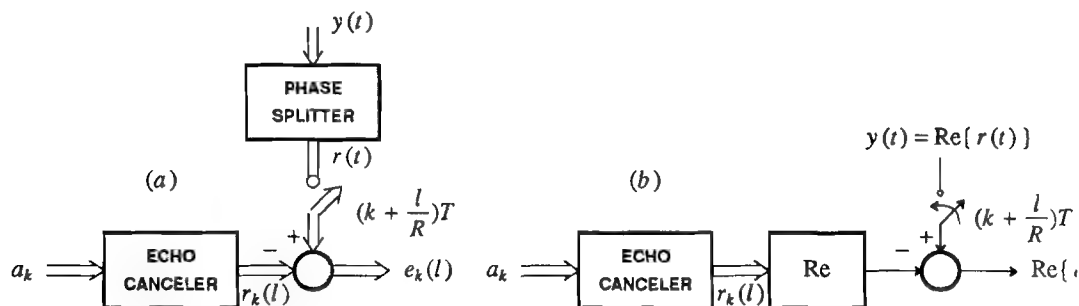 y(t)
PHASE
SPLITTER
r(t)
(a)
(k + l/R)T
+
−
a_k
ECHO
CANCELER
r_k(l)
e_k(l)
y(t) = Re{ r(t) }
(b)
(k + l/R)T
+
−
a_k
ECHO
CANCELER
r_k(l)
Re
Re{